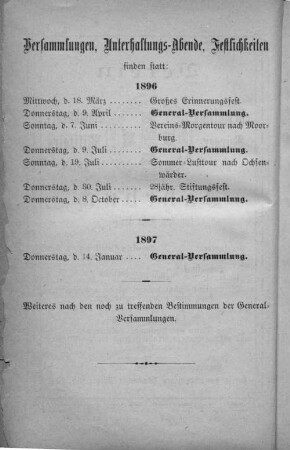 Versammlungen, Unterhaltungs-Abende, Festlichkeiten
finden statt:
1896
Mittwoch, d. 18. März ....... Großes Erinnerungsfest.
Donnerstag, d. 9. April ..... General-Versammlung.
Sonntag, d. 7. Juni ........ Vereins-Morgentour nach Moor-
burg.
Donnerstag, d. 9. Juli ...... General-Versammlung.
Sonntag, d. 19. Juli ........ Sommer-Lusttour nach Ochsen-
wärder.
Donnerstag, d. 30. Juli ..... 28jähr. Stiftungsfest.
Donnerstag, d. 8. October ... General-Versammlung.
1897
Donnerstag, d. 14. Januar .... General-Versammlung.
Weiteres nach den noch zu treffenden Bestimmungen der General-
Versammlungen.